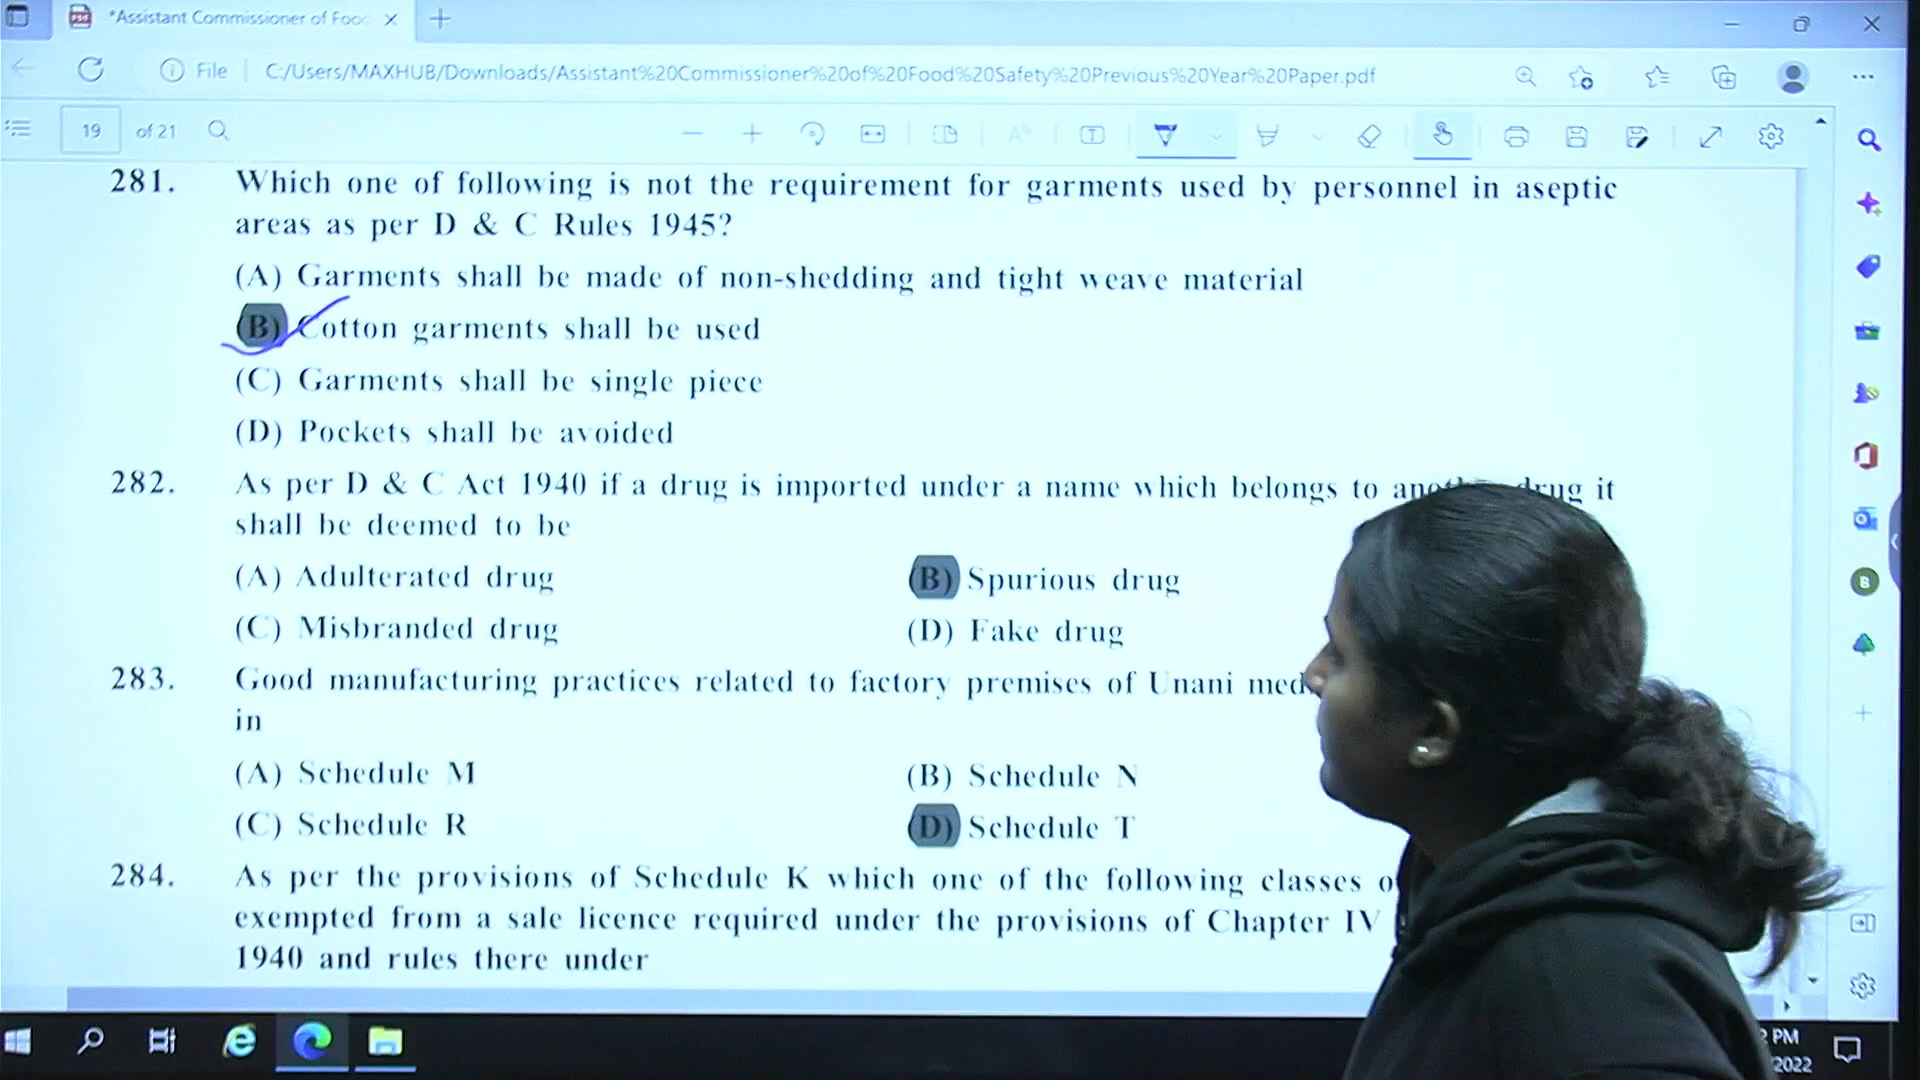 *Assistant Commissioner of Foo
File
C:/Users/MAXHUB/Downloads/Assistant%20Commissioner%20of%20Food%20Safety%20Previous%20Year%20Paper.pdf
19 of 21
281. Which one of following is not the requirement for garments used by personnel in aseptic
areas as per D & C Rules 1945?
(A) Garments shall be made of non-shedding and tight weave material
(B) Cotton garments shall be used
(C) Garments shall be single piece
(D) Pockets shall be avoided
282. As per D & C Act 1940 if a drug is imported under a name which belongs to drug it
shall be deemed to be
(A) Adulterated drug (B) Spurious drug
(C) Misbranded drug (D) Fake drug
283. Good manufacturing practices related to factory premises of Unani med
in
(A) Schedule M (B) Schedule N
(C) Schedule R (D) Schedule T
284. As per the provisions of Schedule K which one of the following classes o
exempted from a sale licence required under the provisions of Chapter IV
1940 and rules there under
2 PM
2022